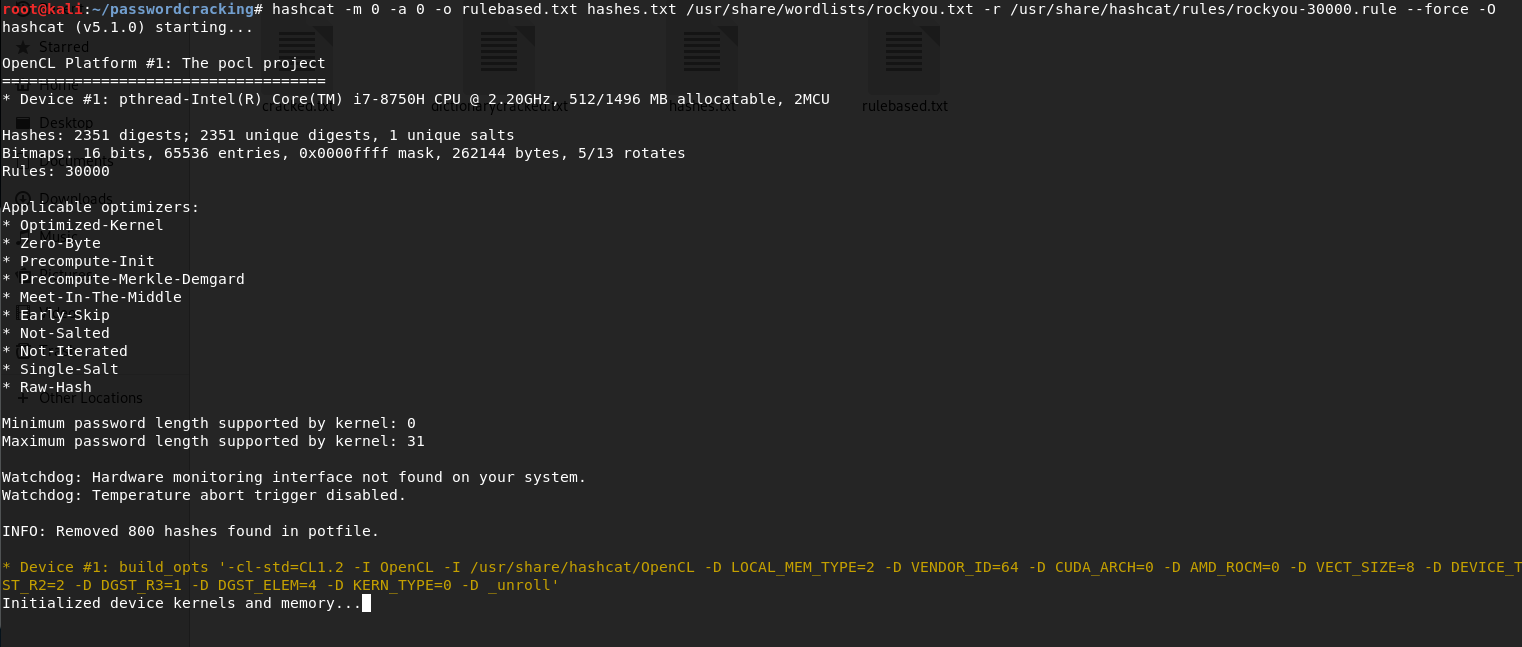 root@kali:~/passwordcracking# hashcat -m 0 -a 0 -o rulebased.txt hashes.txt /usr/share/wordlists/rockyou.txt -r /usr/share/hashcat/rules/rockyou-30000.rule --force -O
hashcat (v5.1.0) starting...
Starred
OpenCL Platform #1: The pocl project
====================================
Home
* Device #1: pthread-Intel(R) Core(TM) i7-8750H CPU @ 2.20GHz, 512/1496 MB allocatable, 2MCU
cracked.txt dictionarycracked.txt hashes.txt rulebased.txt
Desktop
Hashes: 2351 digests; 2351 unique digests, 1 unique salts
Bitmaps: 16 bits, 65536 entries, 0x0000ffff mask, 262144 bytes, 5/13 rotates
Documents
Rules: 30000
Downloads
Applicable optimizers:
* Optimized-Kernel
Music
* Zero-Byte
* Precompute-Init
* Precompute-Merkle-Demgard
* Meet-In-The-Middle
* Early-Skip
* Not-Salted
* Not-Iterated
* Single-Salt
* Raw-Hash
+ Other Locations
Minimum password length supported by kernel: 0
Maximum password length supported by kernel: 31
Watchdog: Hardware monitoring interface not found on your system.
Watchdog: Temperature abort trigger disabled.
INFO: Removed 800 hashes found in potfile.
* Device #1: build_opts '-cl-std=CL1.2 -I OpenCL -I /usr/share/hashcat/OpenCL -D LOCAL_MEM_TYPE=2 -D VENDOR_ID=64 -D CUDA_ARCH=0 -D AMD_ROCM=0 -D VECT_SIZE=8 -D DEVICE_T
ST_R2=2 -D DGST_R3=1 -D DGST_ELEM=4 -D KERN_TYPE=0 -D _unroll'
Initialized device kernels and memory...